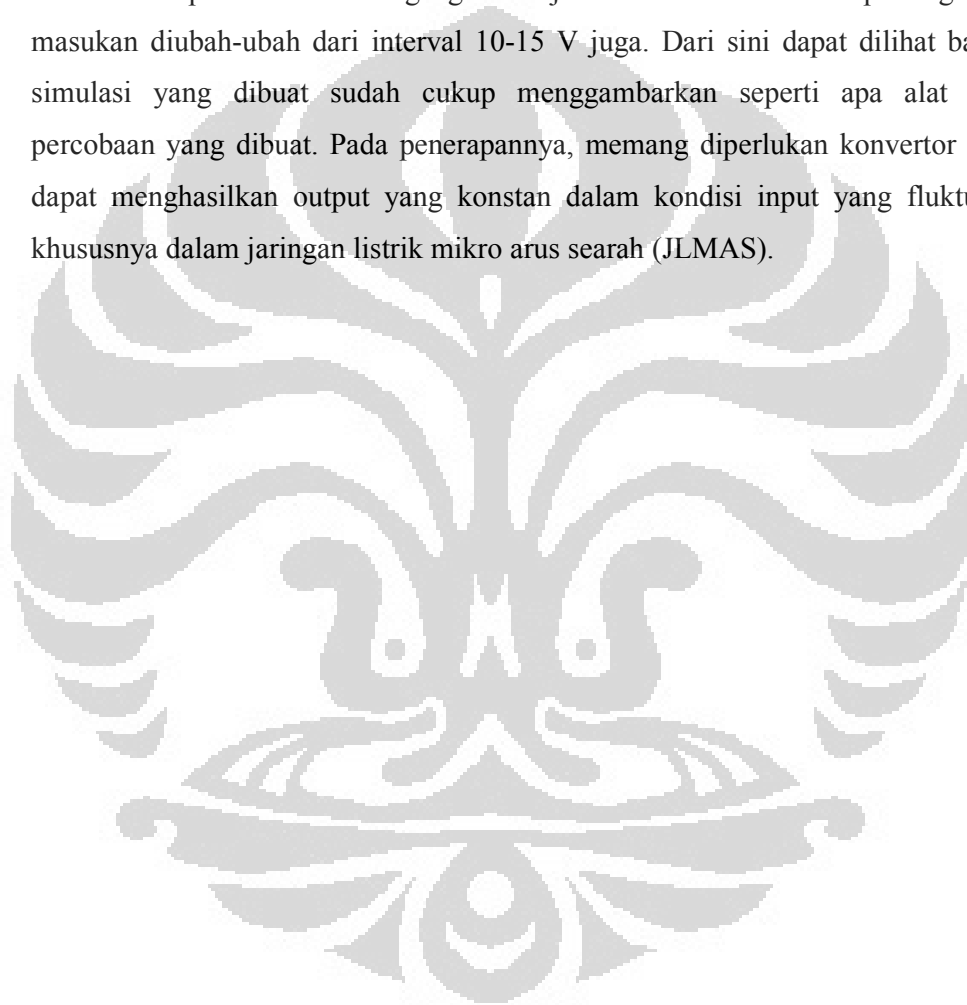 masukan diubah-ubah dari interval 10-15 V juga. Dari sini dapat dilihat
simulasi yang dibuat sudah cukup menggambarkan seperti apa alat
percobaan yang dibuat. Pada penerapannya, memang diperlukan konvertor
dapat menghasilkan output yang konstan dalam kondisi input yang
khususnya dalam jaringan listrik mikro arus searah (JLMAS).